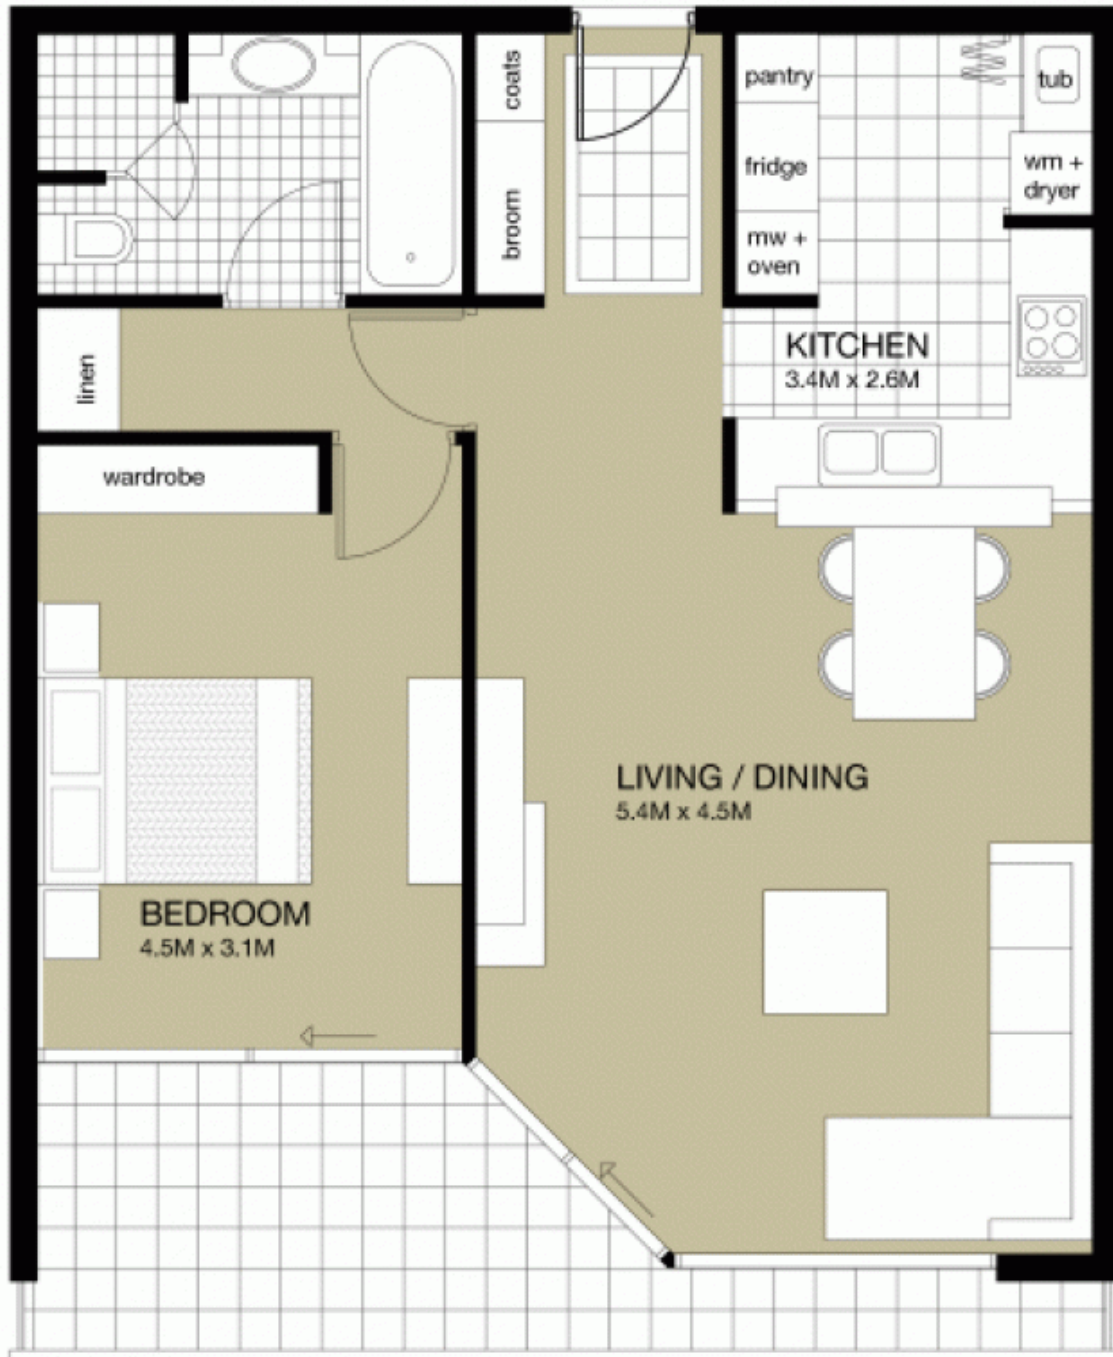 coats
pantry
tub
fridge
wm +
dryer
broom
mw +
oven
KITCHEN
3.4M x 2.6M
linen
wardrobe
LIVING / DINING
5.4M x 4.5M
BEDROOM
4.5M x 3.1M